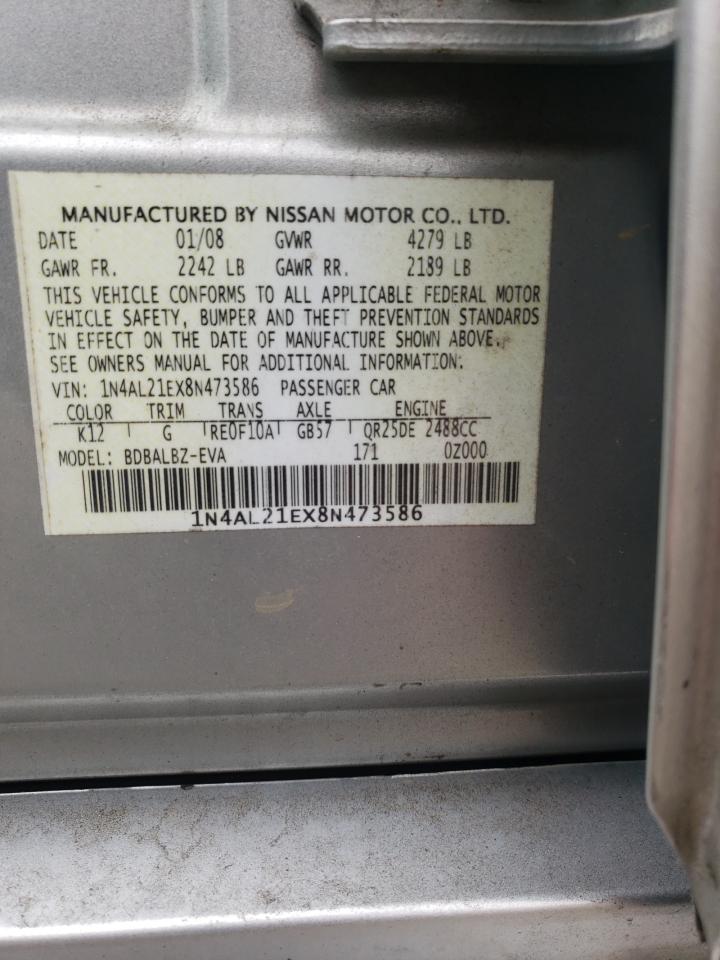 MANUFACTURED BY NISSAN MOTOR CO., LTD.
DATE 01/08 GVWR 4279 LB
GAWR FR. 2242 LB GAWR RR. 2189 LB
THIS VEHICLE CONFORMS TO ALL APPLICABLE FEDERAL MOTOR
VEHICLE SAFETY, BUMPER AND THEFT PREVENTION STANDARDS
IN EFFECT ON THE DATE OF MANUFACTURE SHOWN ABOVE.
SEE OWNERS MANUAL FOR ADDITIONAL INFORMATION.
VIN: 1N4AL21EX8N473586 PASSENGER CAR
COLOR TRIM TRANS AXLE ENGINE
K12 G RE0F10A GB57 QR25DE 2488CC
MODEL: BDBALBZ-EVA 171 0Z000
1N4AL21EX8N473586